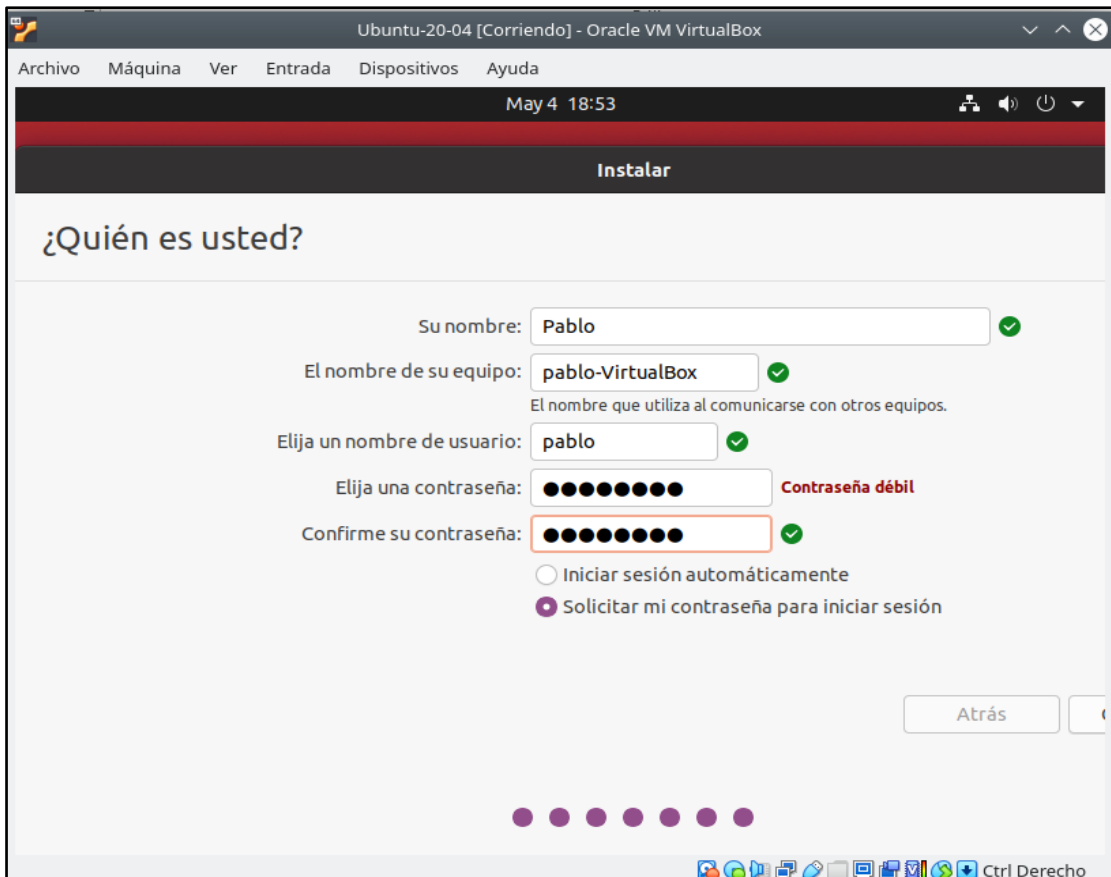 Ubuntu-20-04 [Corriendo] - Oracle VM VirtualBox
Archivo Máquina Ver Entrada Dispositivos Ayuda
May 4 18:53
Instalar
¿Quién es usted?
Su nombre: Pablo
El nombre de su equipo: pablo-VirtualBox
El nombre que utiliza al comunicarse con otros equipos.
Elija un nombre de usuario: pablo
Elija una contraseña: ●●●●●●●● Contraseña débil
Confirme su contraseña: ●●●●●●●●
Iniciar sesión automáticamente
Solicitar mi contraseña para iniciar sesión
Atrás
Ctrl Derecho